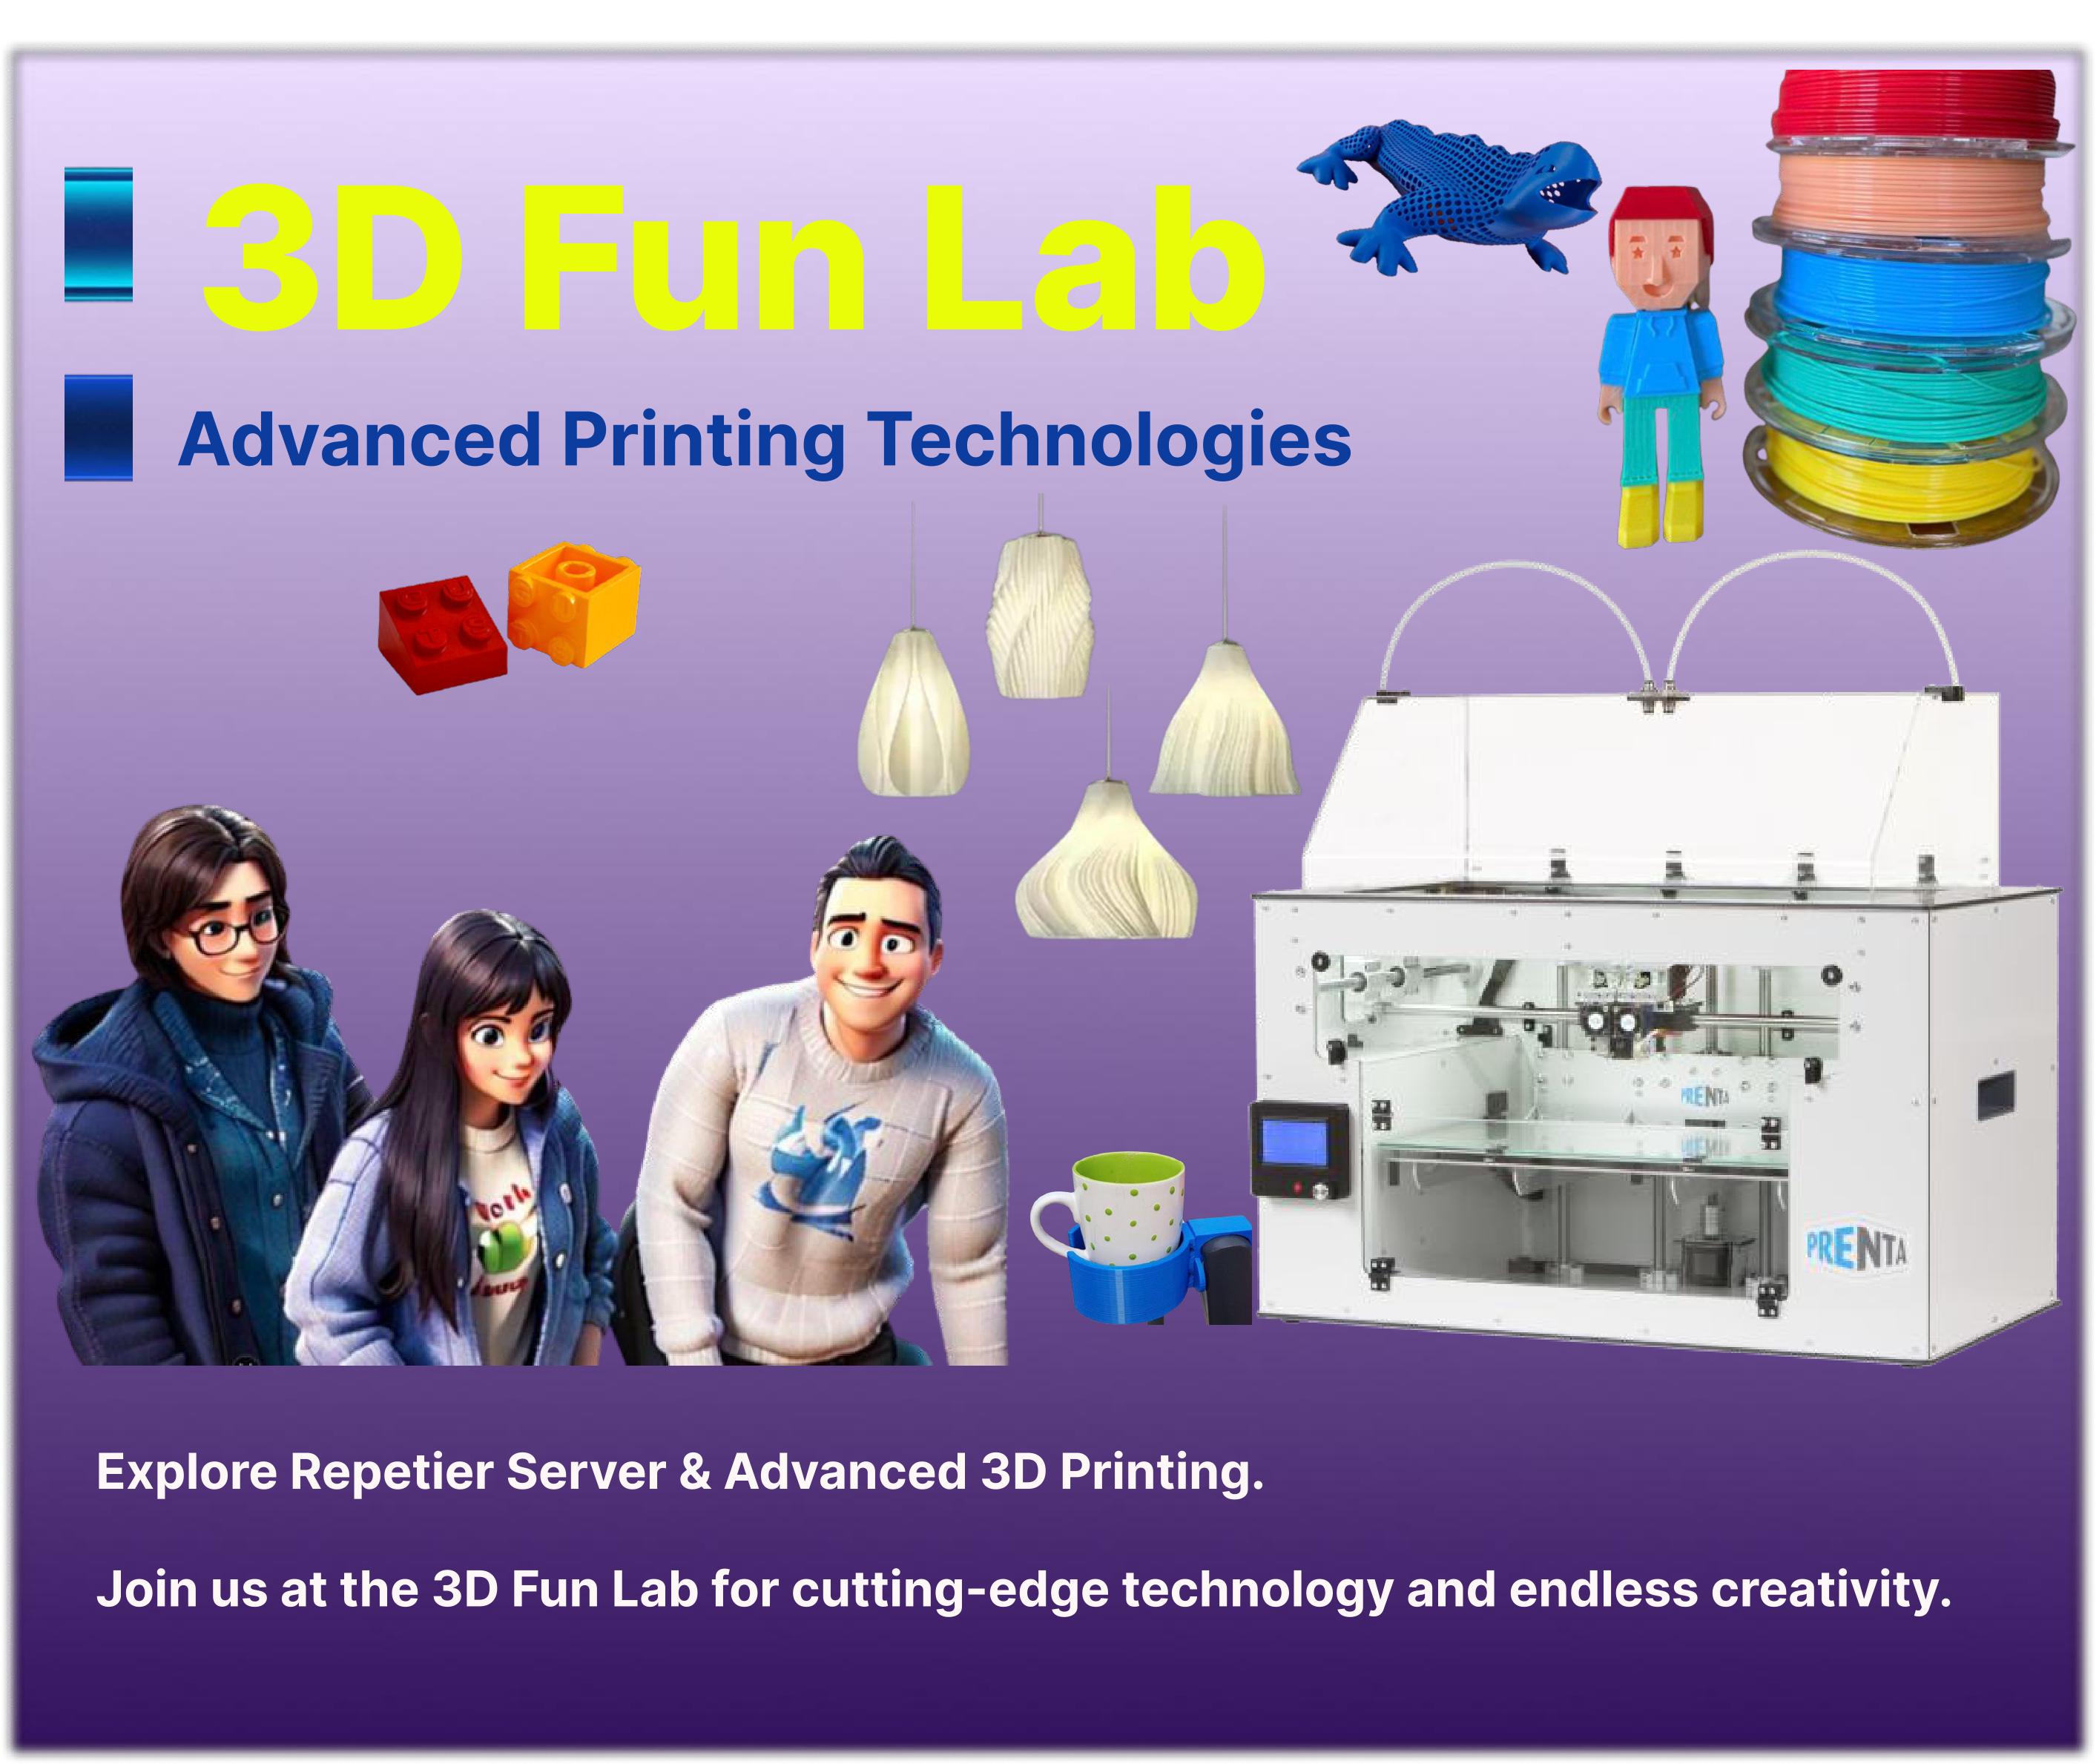 3D Fun Lab
Advanced Printing Technologies
PRENTA
PRENTA
Explore Repetier Server & Advanced 3D Printing.
Join us at the 3D Fun Lab for cutting-edge technology and endless creativity.